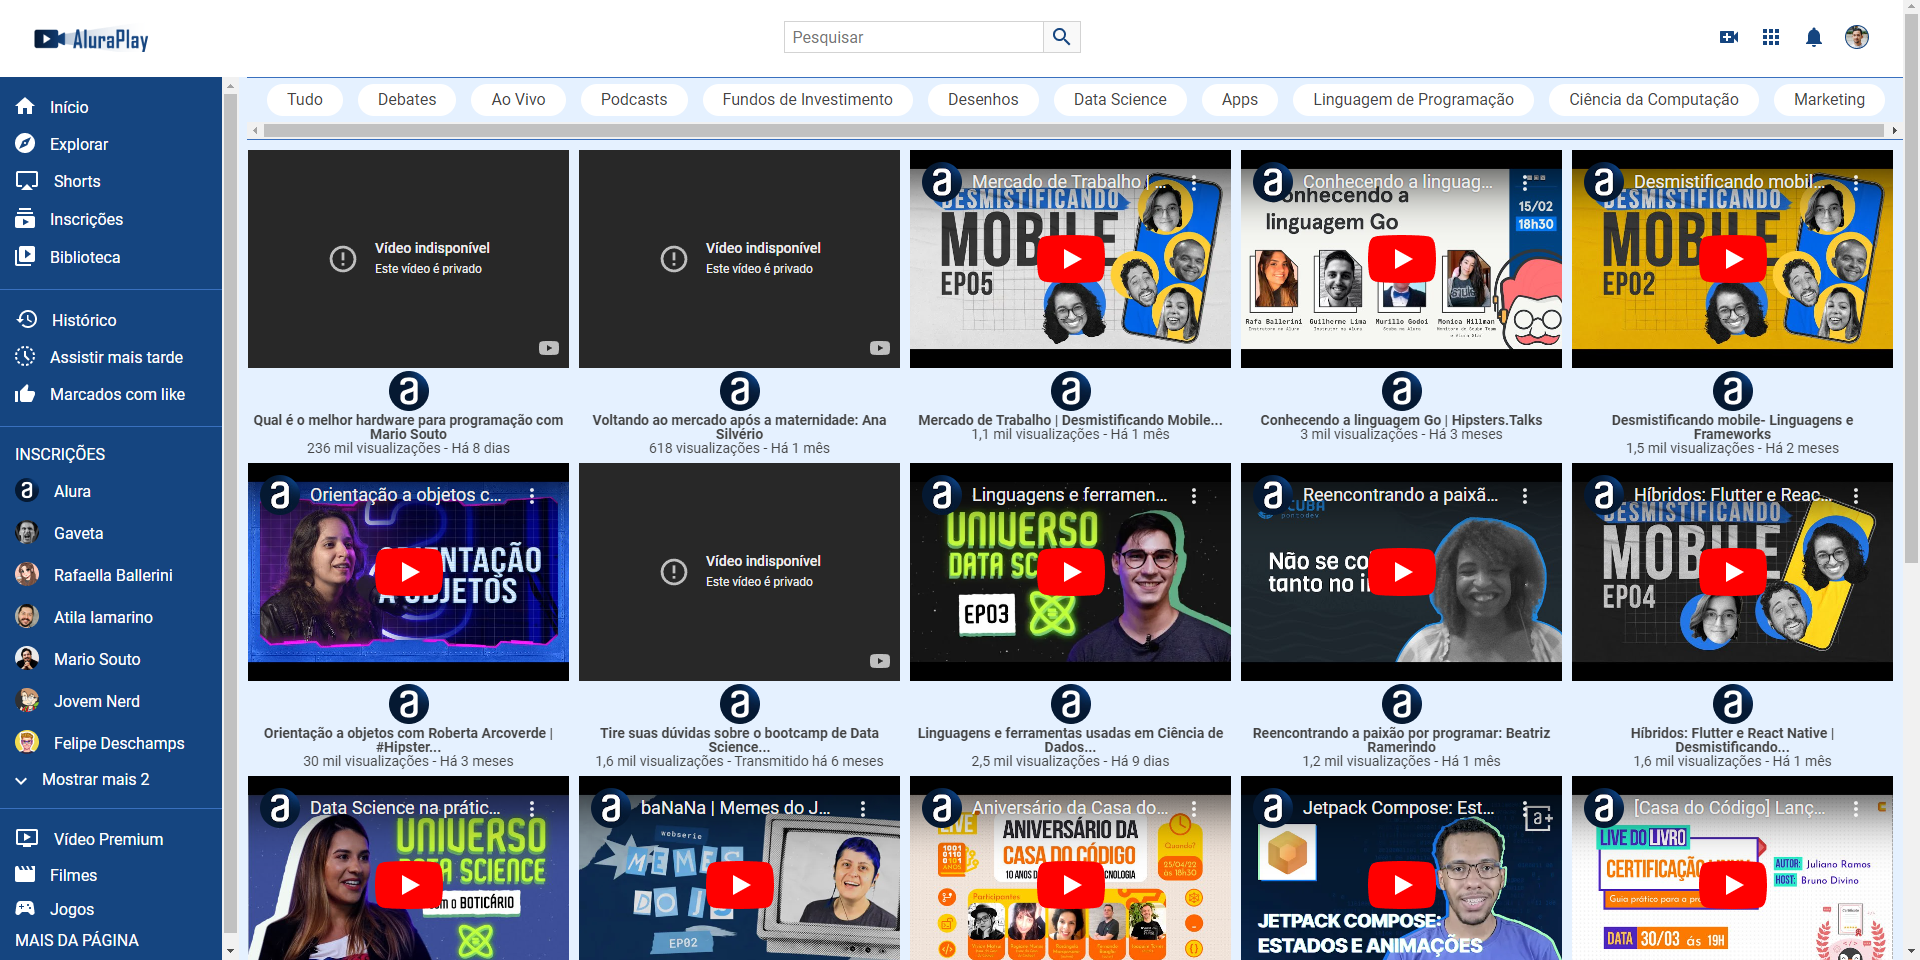 AluraPlay
Pesquisar
Início
Explorar
Shorts
Inscrições
Biblioteca
Histórico
Assistir mais tarde
Marcados com like
INSCRIÇÕES
Alura
Gaveta
Rafaella Ballerini
Atila Iamarino
Mario Souto
Jovem Nerd
Felipe Deschamps
Mostrar mais 2
Vídeo Premium
Filmes
Jogos
MAIS DA PÁGINA
Tudo
Debates
Ao Vivo
Podcasts
Fundos de Investimento
Desenhos
Data Science
Apps
Linguagem de Programação
Ciência da Computação
Marketing
Vídeo indisponível
Este vídeo é privado
Qual é o melhor hardware para programação com
Mario Souto
236 mil visualizações - Há 8 dias
Vídeo indisponível
Este vídeo é privado
Voltando ao mercado após a maternidade: Ana
Silvério
618 visualizações - Há 1 mês
Mercado de Trabalho | ...
DESMISTIFICANDO
MOBILE
EP05
Mercado de Trabalho | Desmistificando Mobile...
1,1 mil visualizações - Há 1 mês
Conhecendo a linguag...
Conhecendo a
linguagem Go
15/02
18h30
Rafa Ballerini
Guilherme Lima
Murillo Godoi
Monica Hillman
Conhecendo a linguagem Go | Hipsters.Talks
3 mil visualizações - Há 3 meses
Desmistificando mobil...
DESMISTIFICANDO
MOBILE
EP02
Desmistificando mobile- Linguagens e
Frameworks
1,5 mil visualizações - Há 2 meses
Orientação a objetos c...
ORIENTAÇÃO
A OBJETOS
Orientação a objetos com Roberta Arcoverde |
#Hipster...
30 mil visualizações - Há 3 meses
Vídeo indisponível
Este vídeo é privado
Tire suas dúvidas sobre o bootcamp de Data
Science...
1,6 mil visualizações - Transmitido há 6 meses
Linguagens e ferramen...
UNIVERSO
DATA SC
EP03
Linguagens e ferramentas usadas em Ciência de
Dados...
2,5 mil visualizações - Há 9 dias
Reencontrando a paixã...
Não se co
tanto no i
Reencontrando a paixão por programar: Beatriz
Ramerindo
1,2 mil visualizações - Há 1 mês
Híbridos: Flutter e Reac...
DESMISTIFICANDO
MOBILE
EP04
Híbridos: Flutter e React Native |
Desmistificando...
1,6 mil visualizações - Há 1 mês
Data Science na prátic...
UNIVERSO
DATA SCIENCE
com o BOTICÁRIO
baNaNa | Memes do J...
webserie
MEMES
DO JS
EP02
Aniversário da Casa do...
LIVE
ANIVERSÁRIO DA
CASA DO CÓDIGO
Quando?
25/04/22
às 18h30
Participantes
Jetpack Compose: Est...
a+
JETPACK COMPOSE:
ESTADOS E ANIMAÇÕES
[Casa do Código] Lanç...
LIVE DO LIVRO
CERTIFICAÇÃO
Guia prático para a pr
AUTOR: Juliano Ramos
HOST: Bruno Divino
DATA 30/03 às 19H